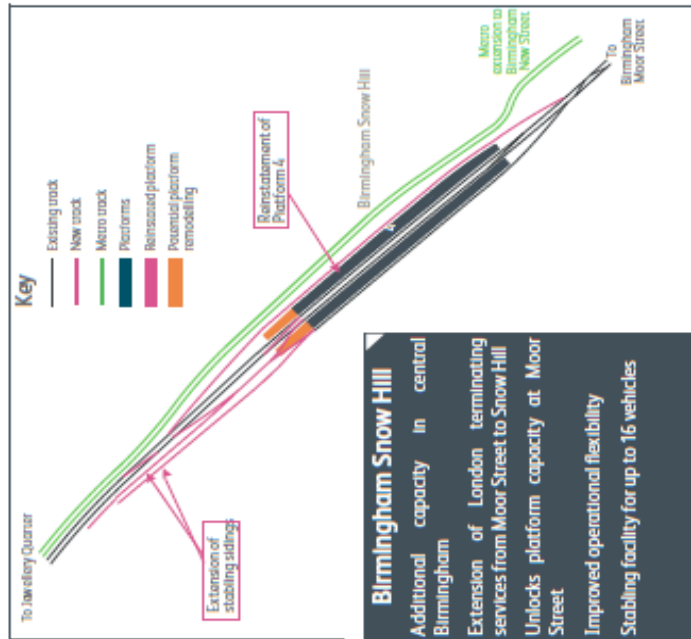 Key
Existing track
New track
Metro track
Platforms
Reinstated platform
Potential platform
remodelling
To Jewellery Quarter
Extension of
stabling sidings
Reinstatement of
Platform 4
Birmingham Snow Hill
4
Metro
extension to
Birmingham
New Street
To
Birmingham
Moor Street
Birmingham Snow Hill
Additional capacity in central
Birmingham
Extension of London terminating
services from Moor Street to Snow Hill
Unlocks platform capacity at Moor
Street
Improved operational flexibility
Stabling facility for up to 16 vehicles